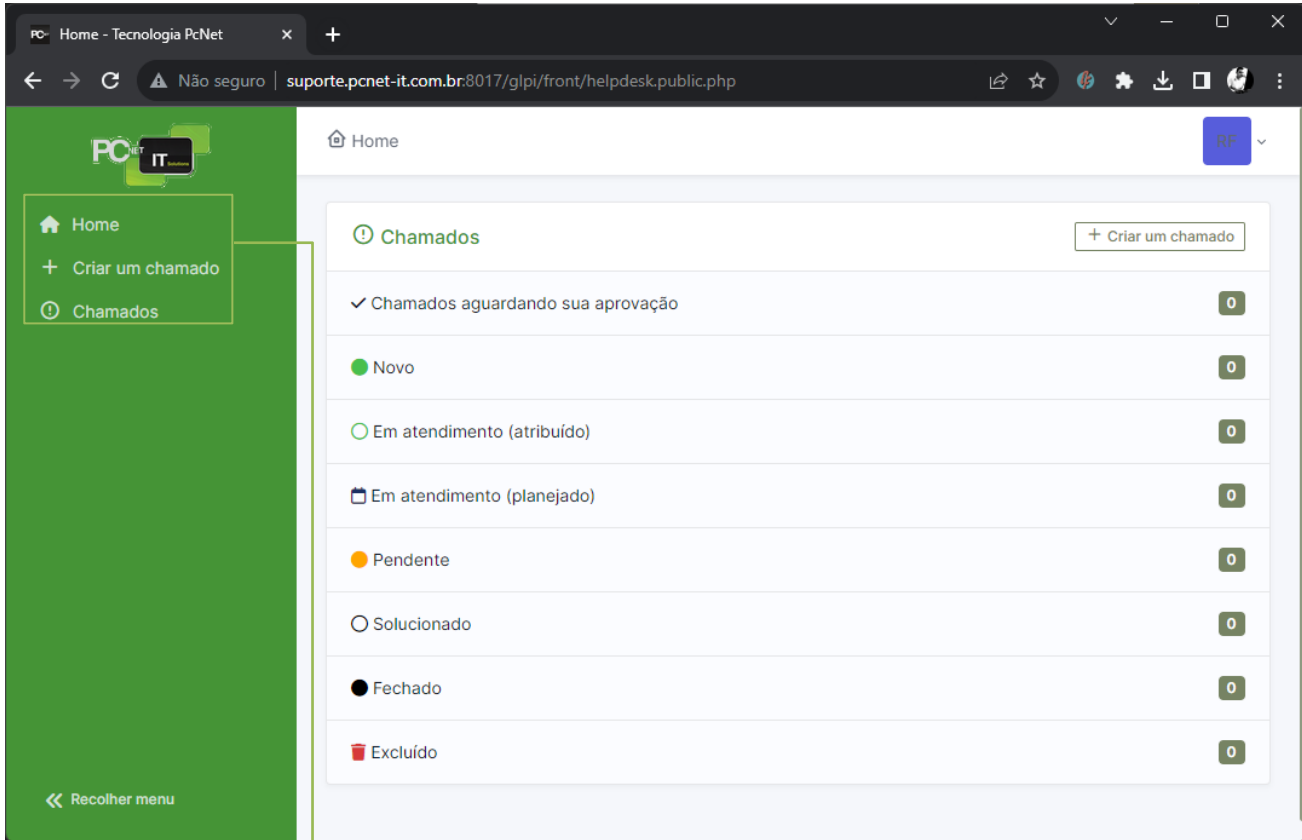 Home - Tecnologia PcNet
Não seguro | suporte.pcnet-it.com.br:8017/glpi/front/helpdesk.public.php
PC NET IT Solutions
Home
Home
Criar um chamado
Chamados
Chamados
+ Criar um chamado
Chamados aguardando sua aprovação 0
Novo 0
Em atendimento (atribuído) 0
Em atendimento (planejado) 0
Pendente 0
Solucionado 0
Fechado 0
Excluído 0
Recolher menu